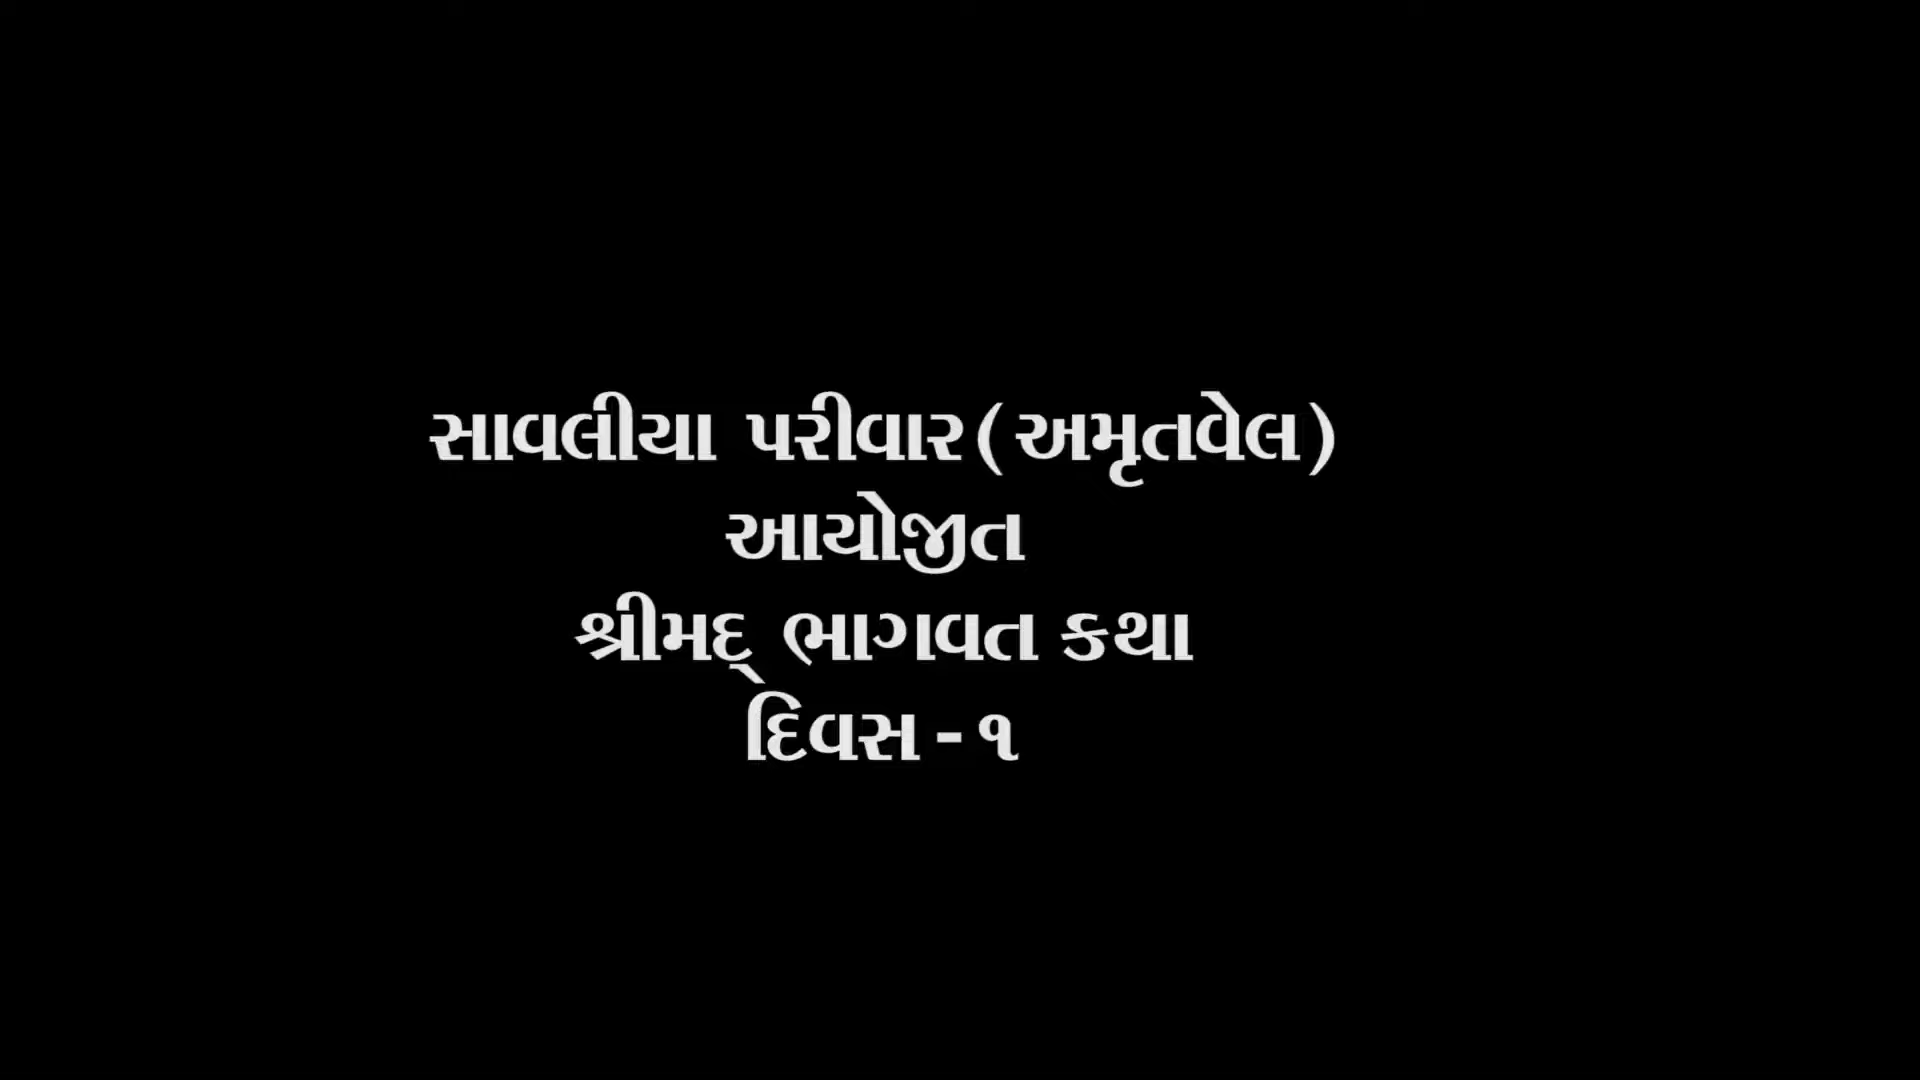 સાવલીયા પરીવાર(અમૃતવેલ)
આયોજીત
શ્રીમદ્ ભાગવત કથા
દિવસ-૧